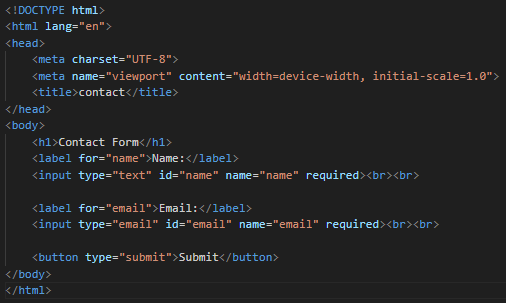 <!DOCTYPE html>
<html lang="en">
<head>
    <meta charset="UTF-8">
    <meta name="viewport" content="width=device-width, initial-scale=1.0">
    <title>contact</title>
</head>
<body>
    <h1>Contact Form</h1>
    <label for="name">Name:</label>
    <input type="text" id="name" name="name" required><br><br>

    <label for="email">Email:</label>
    <input type="email" id="email" name="email" required><br><br>

    <button type="submit">Submit</button>
</body>
</html>